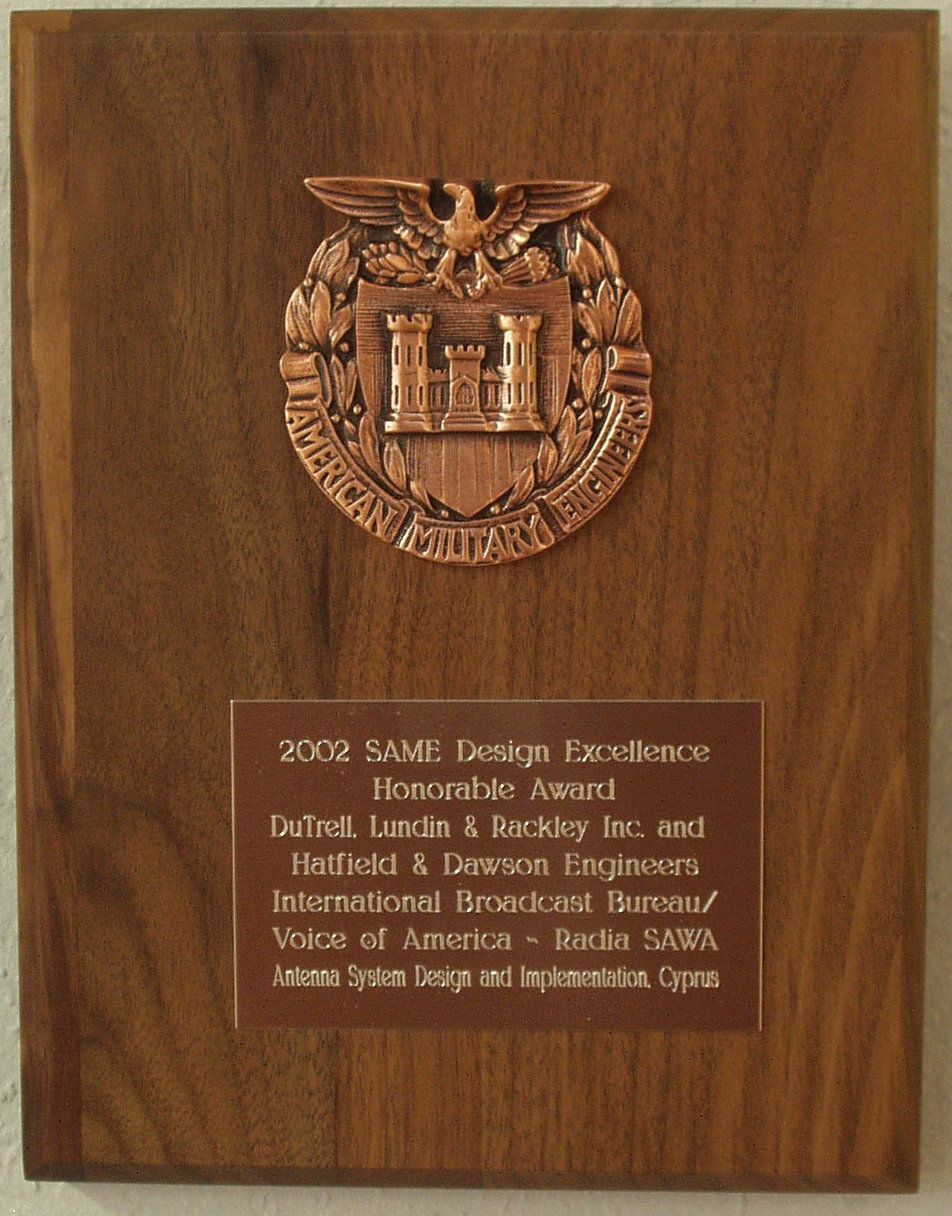 AMERICAN MILITARY ENGINEERS
2002 SAME Design Excellence
Honorable Award
DuTrell, Lundin & Rackley Inc. and
Hatfield & Dawson Engineers
International Broadcast Bureau/
Voice of America - Radia SAWA
Antenna System Design and Implementation, Cyprus